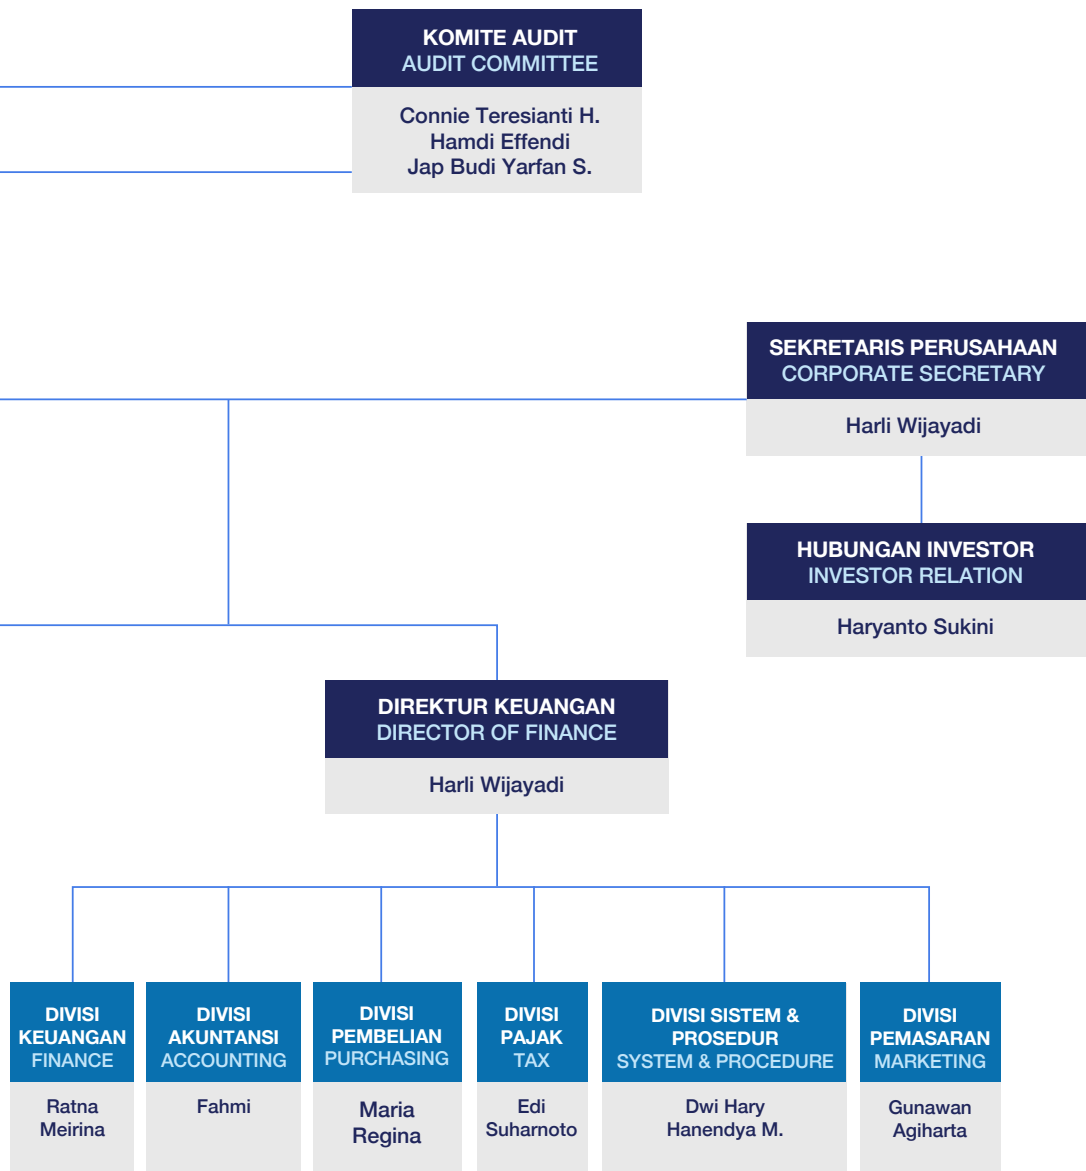 KOMITE AUDIT
AUDIT COMMITTEE
Connie Teresianti H.
Hamdi Effendi
Jap Budi Yarfan S.
SEKRETARIS PERUSAHAAN
CORPORATE SECRETARY
Harli Wijayadi
HUBUNGAN INVESTOR
INVESTOR RELATION
Haryanto Sukini
DIREKTUR KEUANGAN
DIRECTOR OF FINANCE
Harli Wijayadi
DIVISI
KEUANGAN
FINANCE
Ratna
Meirina
DIVISI
AKUNTANSI
ACCOUNTING
Fahmi
DIVISI
PEMBELIAN
PURCHASING
Maria
Regina
DIVISI
PAJAK
TAX
Edi
Suharnoto
DIVISI SISTEM &
PROSEDUR
SYSTEM & PROCEDURE
Dwi Hary
Hanendya M.
DIVISI
PEMASARAN
MARKETING
Gunawan
Agiharta